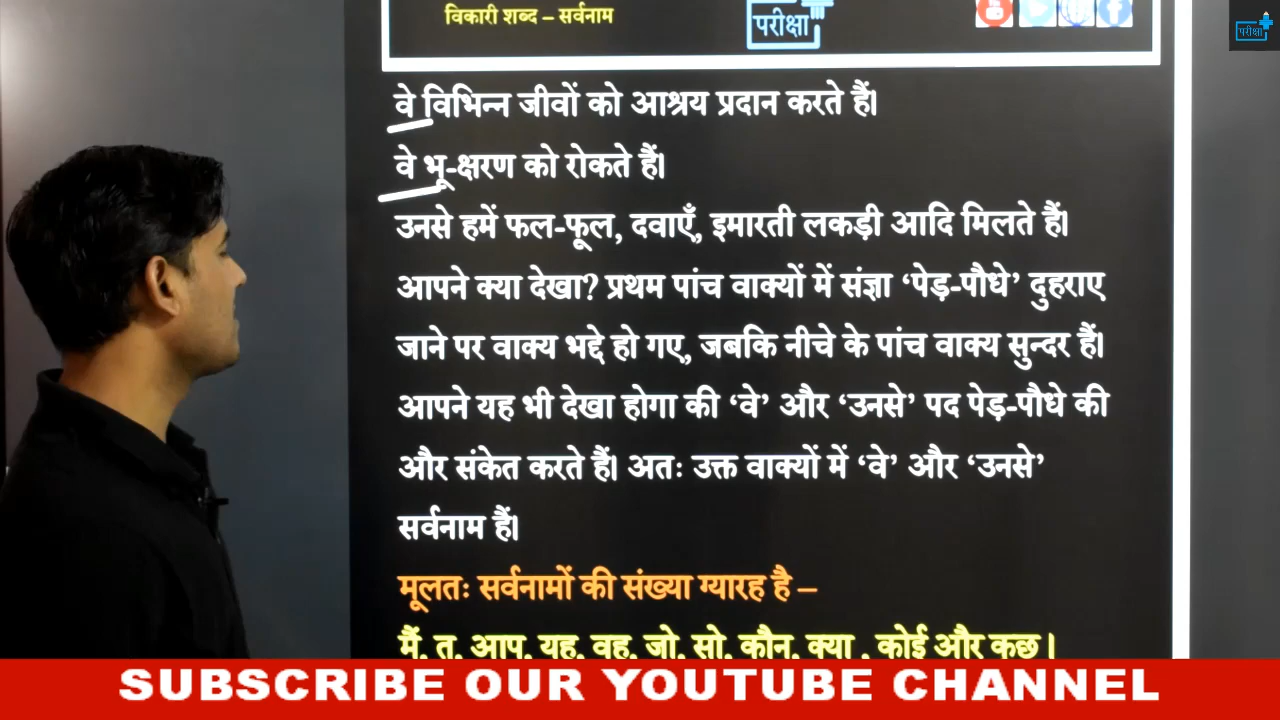 विकारी शब्द – सर्वनाम
परीक्षा
परीक्षा
वे विभिन्न जीवों को आश्रय प्रदान करते हैं।
वे भू-क्षरण को रोकते हैं।
उनसे हमें फल-फूल, दवाएँ, इमारती लकड़ी आदि मिलते हैं।
आपने क्या देखा? प्रथम पांच वाक्यों में संज्ञा ‘पेड़-पौधे’ दुहराए
जाने पर वाक्य भद्दे हो गए, जबकि नीचे के पांच वाक्य सुन्दर हैं।
आपने यह भी देखा होगा की ‘वे’ और ‘उनसे’ पद पेड़-पौधे की
और संकेत करते हैं। अतः उक्त वाक्यों में ‘वे’ और ‘उनसे’
सर्वनाम हैं।
मूलतः सर्वनामों की संख्या ग्यारह है –
मैं, तू, आप, यह, वह, जो, सो, कौन, क्या , कोई और कुछ ।
SUBSCRIBE OUR YOUTUBE CHANNEL